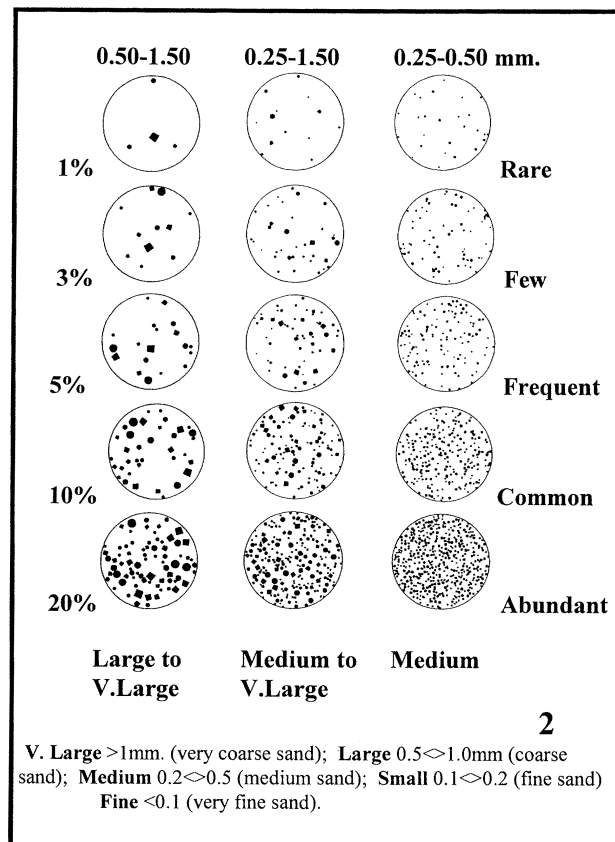 0.50-1.50 0.25-1.50 0.25-0.50 mm.
1% Rare
3% Few
5% Frequent
10% Common
20% Abundant
Large to Medium to Medium
V.Large V.Large
2
V. Large >1mm. (very coarse sand); Large 0.5<>1.0mm (coarse
sand); Medium 0.2<>0.5 (medium sand); Small 0.1<>0.2 (fine sand)
Fine <0.1 (very fine sand).